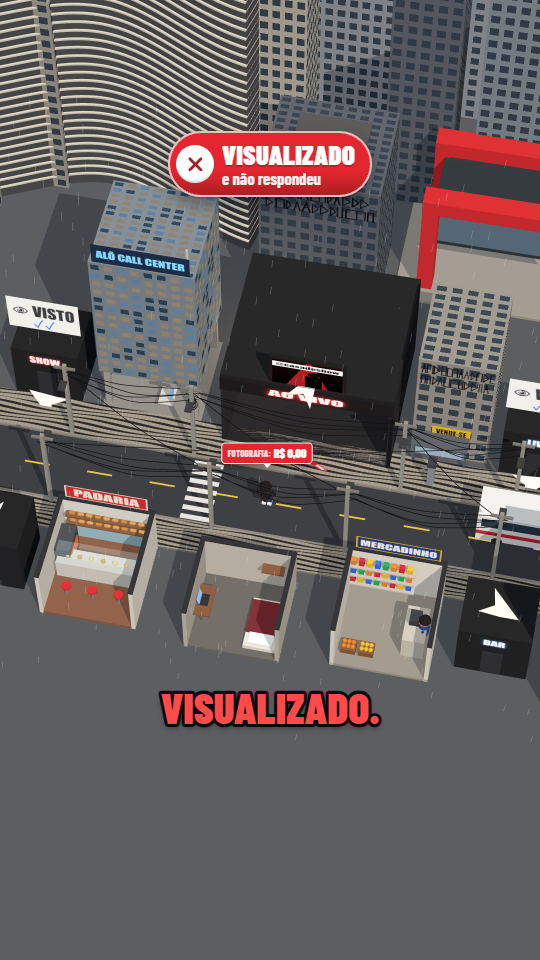 VISUALIZADO
e não respondeu
ALÔ CALL CENTER
VISTO
SHOW
@casadeshow
AO VIVO
VENDE-SE
FOTOGRAFIA: R$ 0,00
PADARIA
MERCADINHO
BAR
VISUALIZADO.